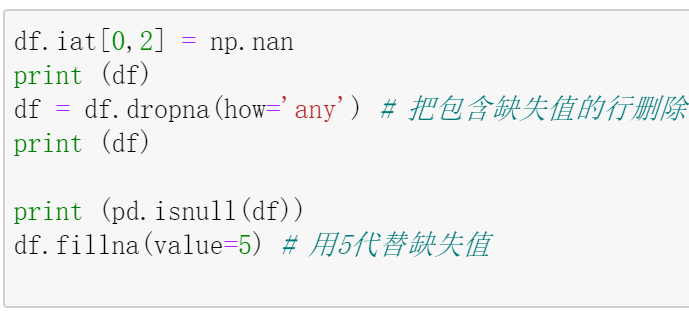 df.iat[0,2] = np.nan
print (df)
df = df.dropna(how='any') # 把包含缺失值的行删除
print (df)
print (pd.isnull(df))
df.fillna(value=5) # 用5代替缺失值